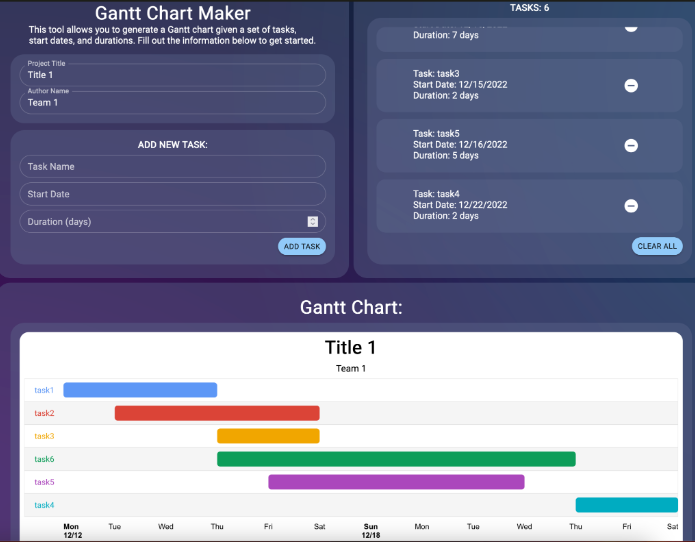 Gantt Chart Maker
This tool allows you to generate a Gantt chart given a set of tasks,
start dates, and durations. Fill out the information below to get started.
Project Title
Title 1
Author Name
Team 1
ADD NEW TASK:
Task Name
Start Date
Duration (days)
ADD TASK
TASKS: 6
Duration: 7 days
Task: task3
Start Date: 12/15/2022
Duration: 2 days
Task: task5
Start Date: 12/16/2022
Duration: 5 days
Task: task4
Start Date: 12/22/2022
Duration: 2 days
CLEAR ALL
Gantt Chart:
Title 1
Team 1
task1
task2
task3
task6
task5
task4
Mon Tue Wed Thu Fri Sat Sun Mon Tue Wed Thu Fri Sat
12/12 12/18